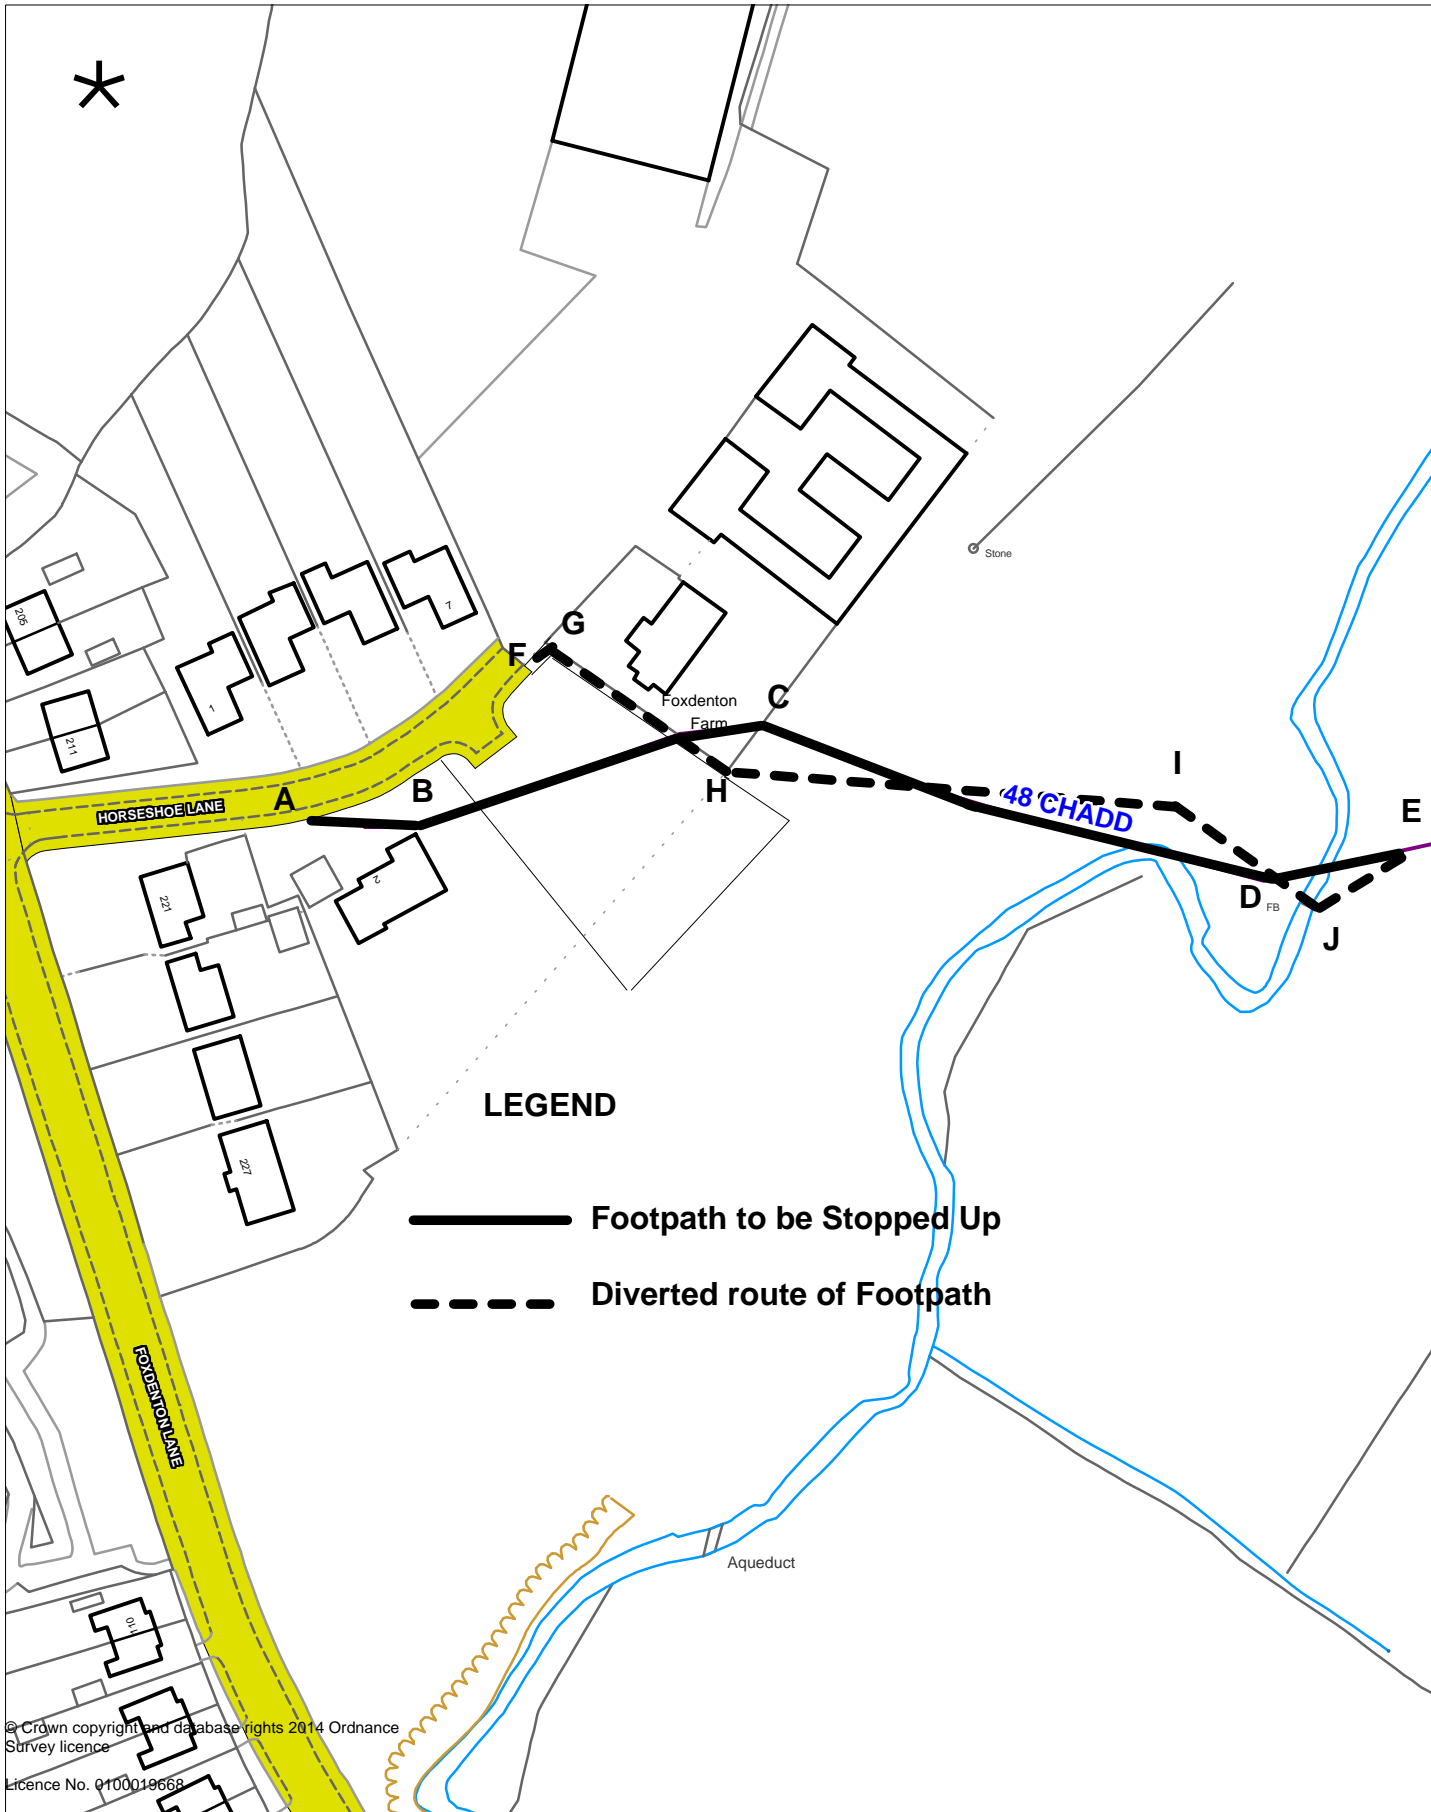 Stone
205
7
G
F
1
Foxdenton
Farm
C
211
I
H
A
B
48 CHADD
E
HORSESHOE LANE
2
221
D
FB
J
LEGEND
227
Footpath to be Stopped Up
Diverted route of Footpath
FOXDENTON LANE
Aqueduct
110
© Crown copyright and database rights 2014 Ordnance
Survey licence
Licence No. 0100019668